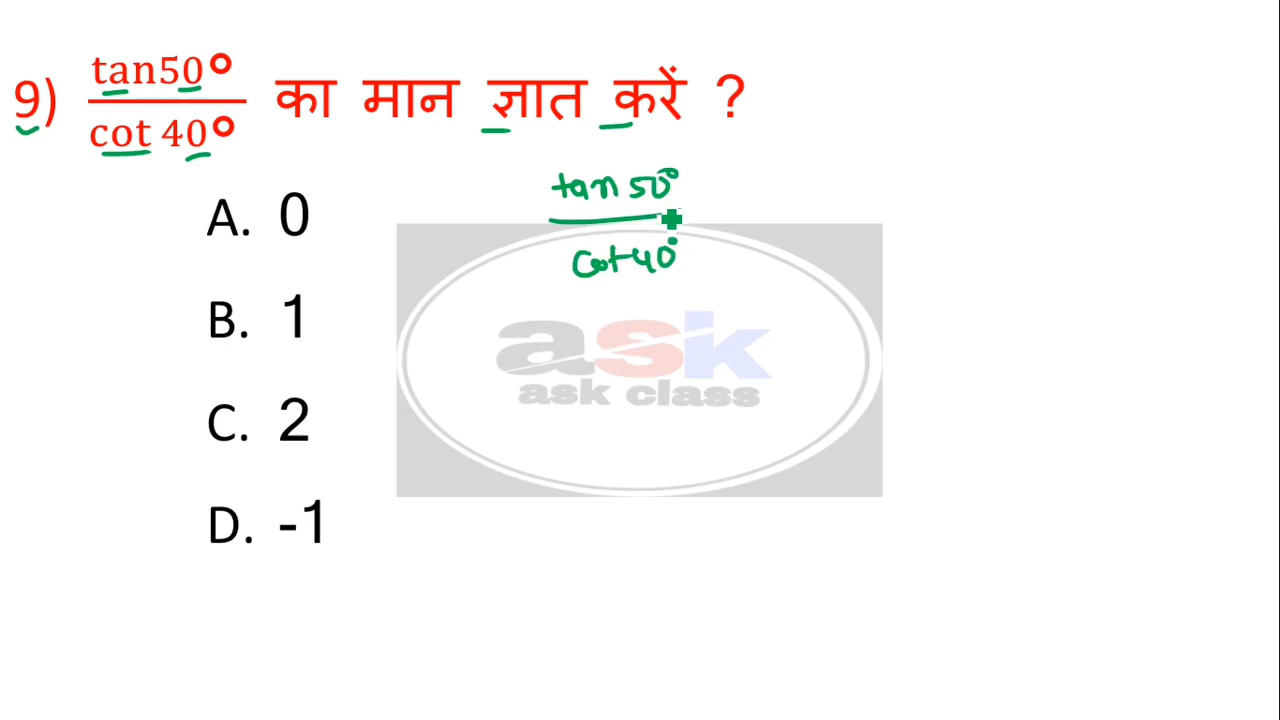 9) tan50° / cot 40° का मान ज्ञात करें ?
A. 0
tan 50° / cot 40°
B. 1
C. 2
D. -1
ask
ask class